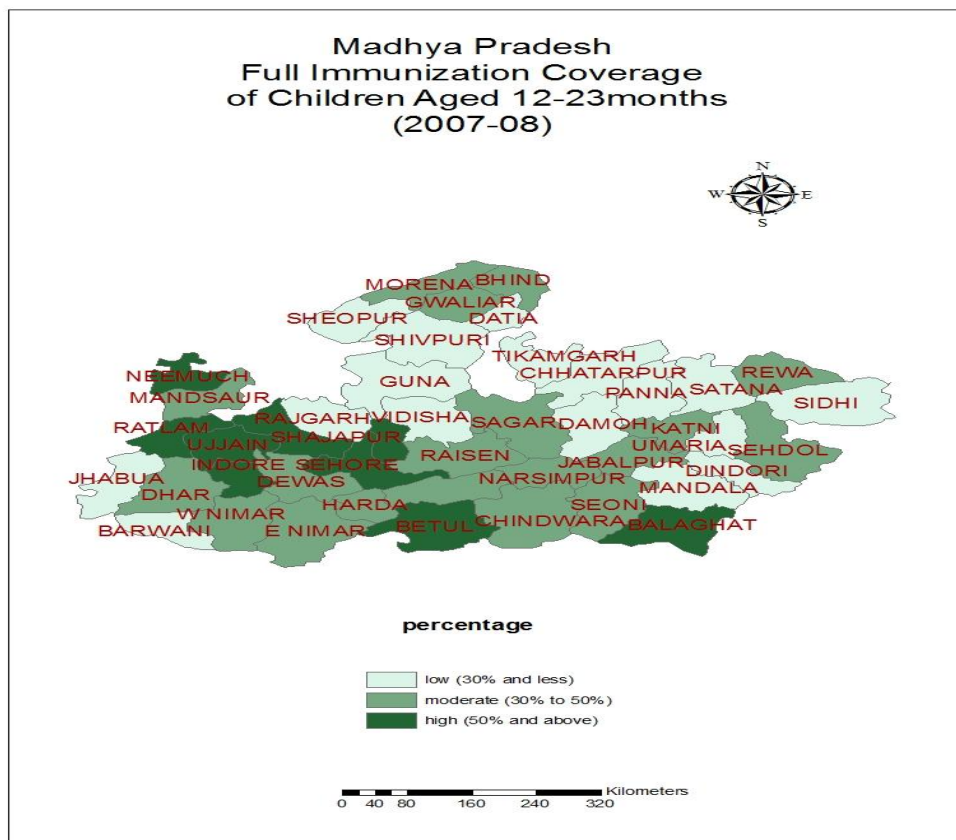 Madhya Pradesh
Full Immunization Coverage
of Children Aged 12-23months
(2007-08)
N
W E
S
MORENA BHIND
GWALIAR
SHEOPUR DATIA
SHIVPURI
TIKAMGARH
CHHATARPUR REWA
NEEMUCH GUNA PANNA SATANA
MANDSAUR SIDHI
RAJGARH VIDISHA SAGAR DAMOH KATNI
RATLAM SHAJAPUR
UJJAIN RAISEN UMARIA SEHDOL
INDORE SEHORE JABALPUR DINDORI
JHABUA DEWAS NARSIMPUR MANDALA
DHAR HARDA SEONI
W NIMAR
BARWANI E NIMAR BETUL CHINDWARA BALAGHAT
percentage
low (30% and less)
moderate (30% to 50%)
high (50% and above)
Kilometers
0 40 80 160 240 320